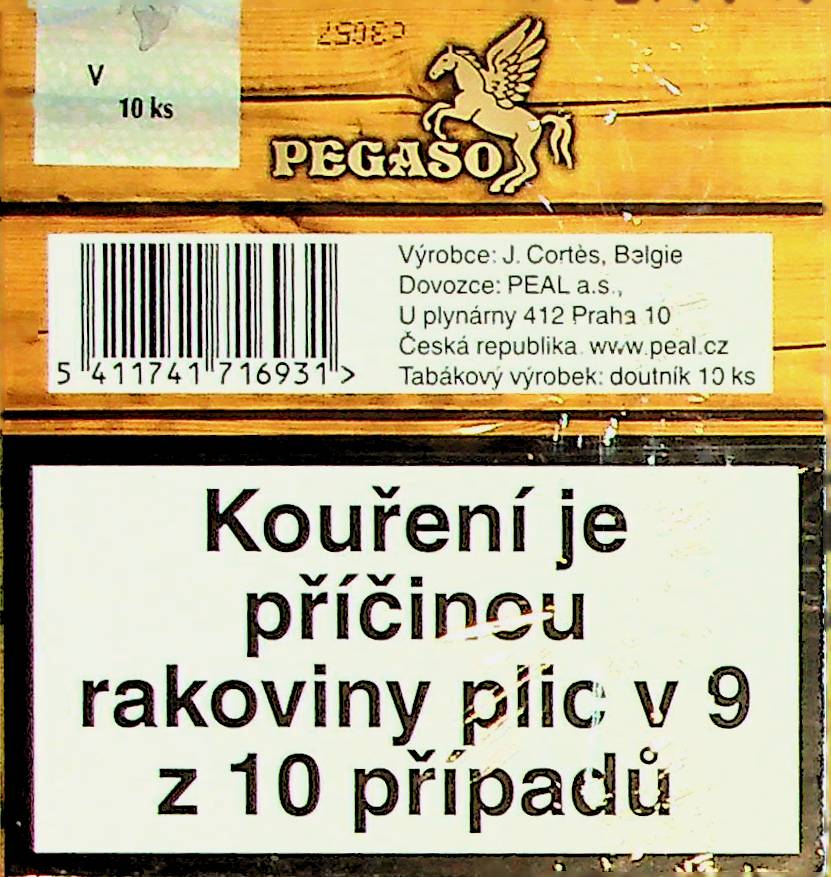 V
10 ks
PEGASO
Výrobce: J. Cortès, Belgie
Dovozce: PEAL a.s.,
U plynárny 412 Praha 10
Česká republika www.peal.cz
Tabákový výrobek: doutník 10 ks
5 411741 716931 >
Kouření je
příčinou
rakoviny plic v 9
z 10 případů